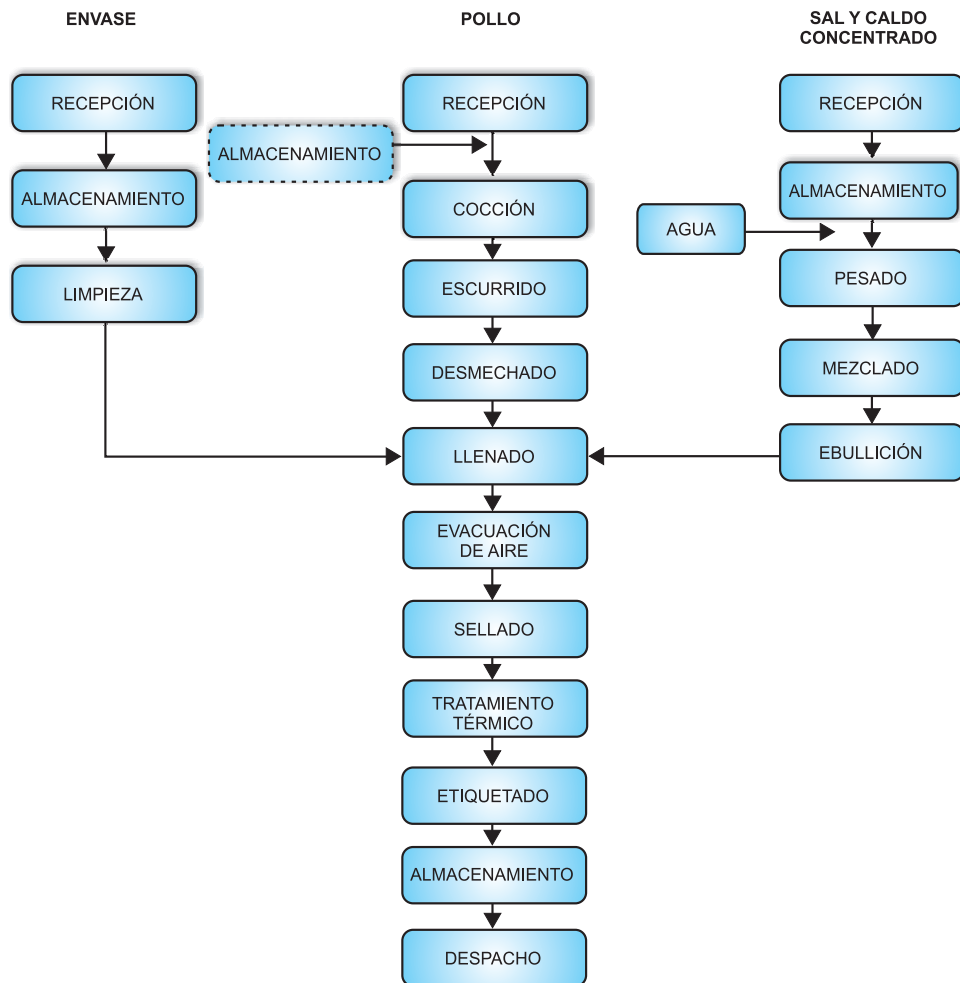 ENVASE
RECEPCIÓN
ALMACENAMIENTO
LIMPIEZA
POLLO
RECEPCIÓN
ALMACENAMIENTO
COCCIÓN
ESCURRIDO
DESMECHADO
LLENADO
EVACUACIÓN
DE AIRE
SELLADO
TRATAMIENTO
TÉRMICO
ETIQUETADO
ALMACENAMIENTO
DESPACHO
SAL Y CALDO
CONCENTRADO
RECEPCIÓN
ALMACENAMIENTO
AGUA
PESADO
MEZCLADO
EBULLICIÓN